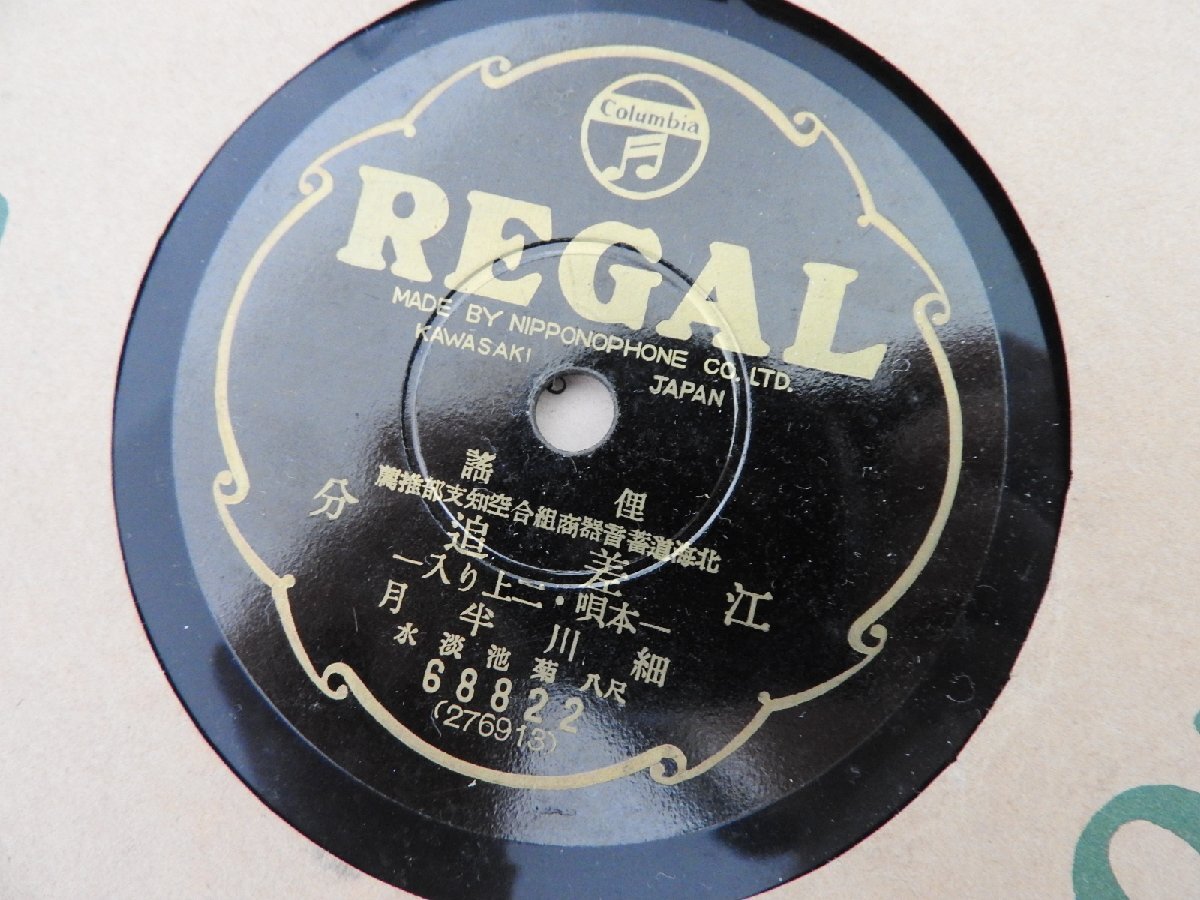 Columbia
REGAL
MADE BY NIPPONOPHONE CO. LTD.
KAWASAKI JAPAN
俚謠
北海道蓄音器商組合空知支部推薦
江差追分
—本唄・二上り入—
細川半月
尺八 菊池淡水
68822
(276913)